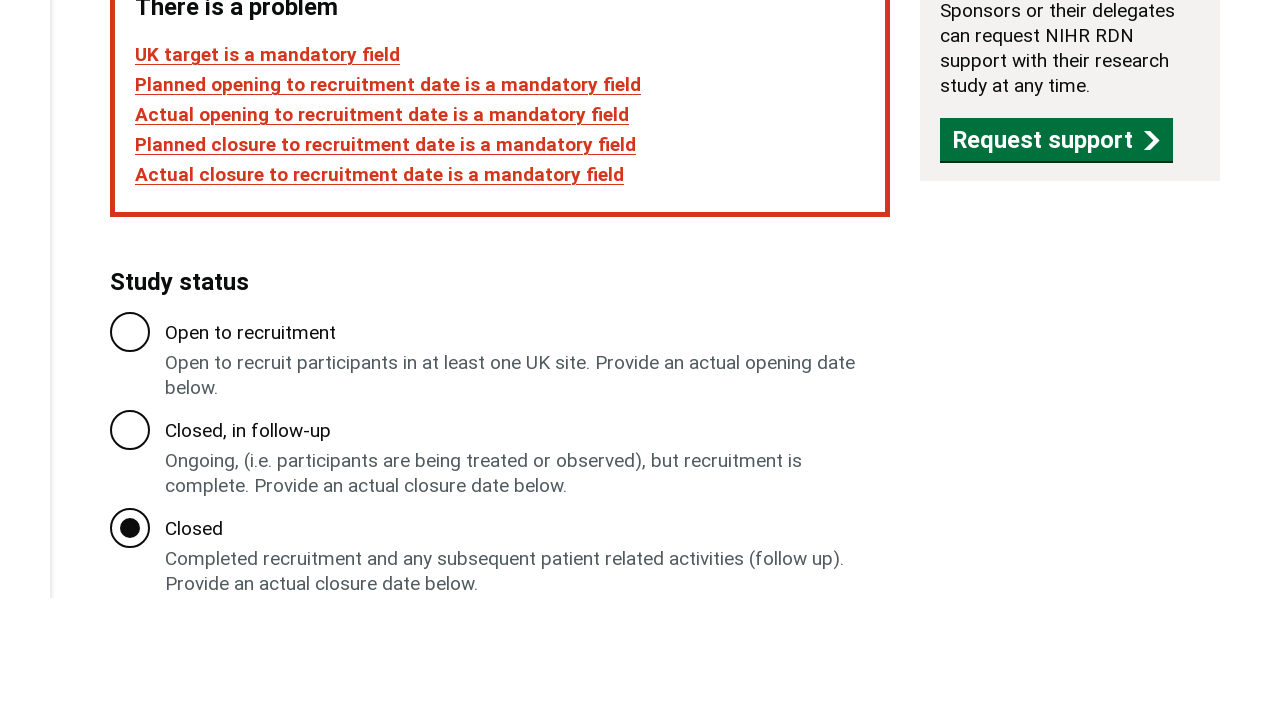 There is a problem
UK target is a mandatory field
Planned opening to recruitment date is a mandatory field
Actual opening to recruitment date is a mandatory field
Planned closure to recruitment date is a mandatory field
Actual closure to recruitment date is a mandatory field
Sponsors or their delegates
can request NIHR RDN
support with their research
study at any time.
Request support
Study status
Open to recruitment
Open to recruit participants in at least one UK site. Provide an actual opening date
below.
Closed, in follow-up
Ongoing, (i.e. participants are being treated or observed), but recruitment is
complete. Provide an actual closure date below.
Closed
Completed recruitment and any subsequent patient related activities (follow up).
Provide an actual closure date below.